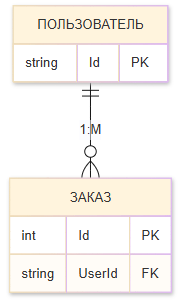 ПОЛЬЗОВАТЕЛЬ
string Id PK
1:M
ЗАКАЗ
int Id PK
string UserId FK